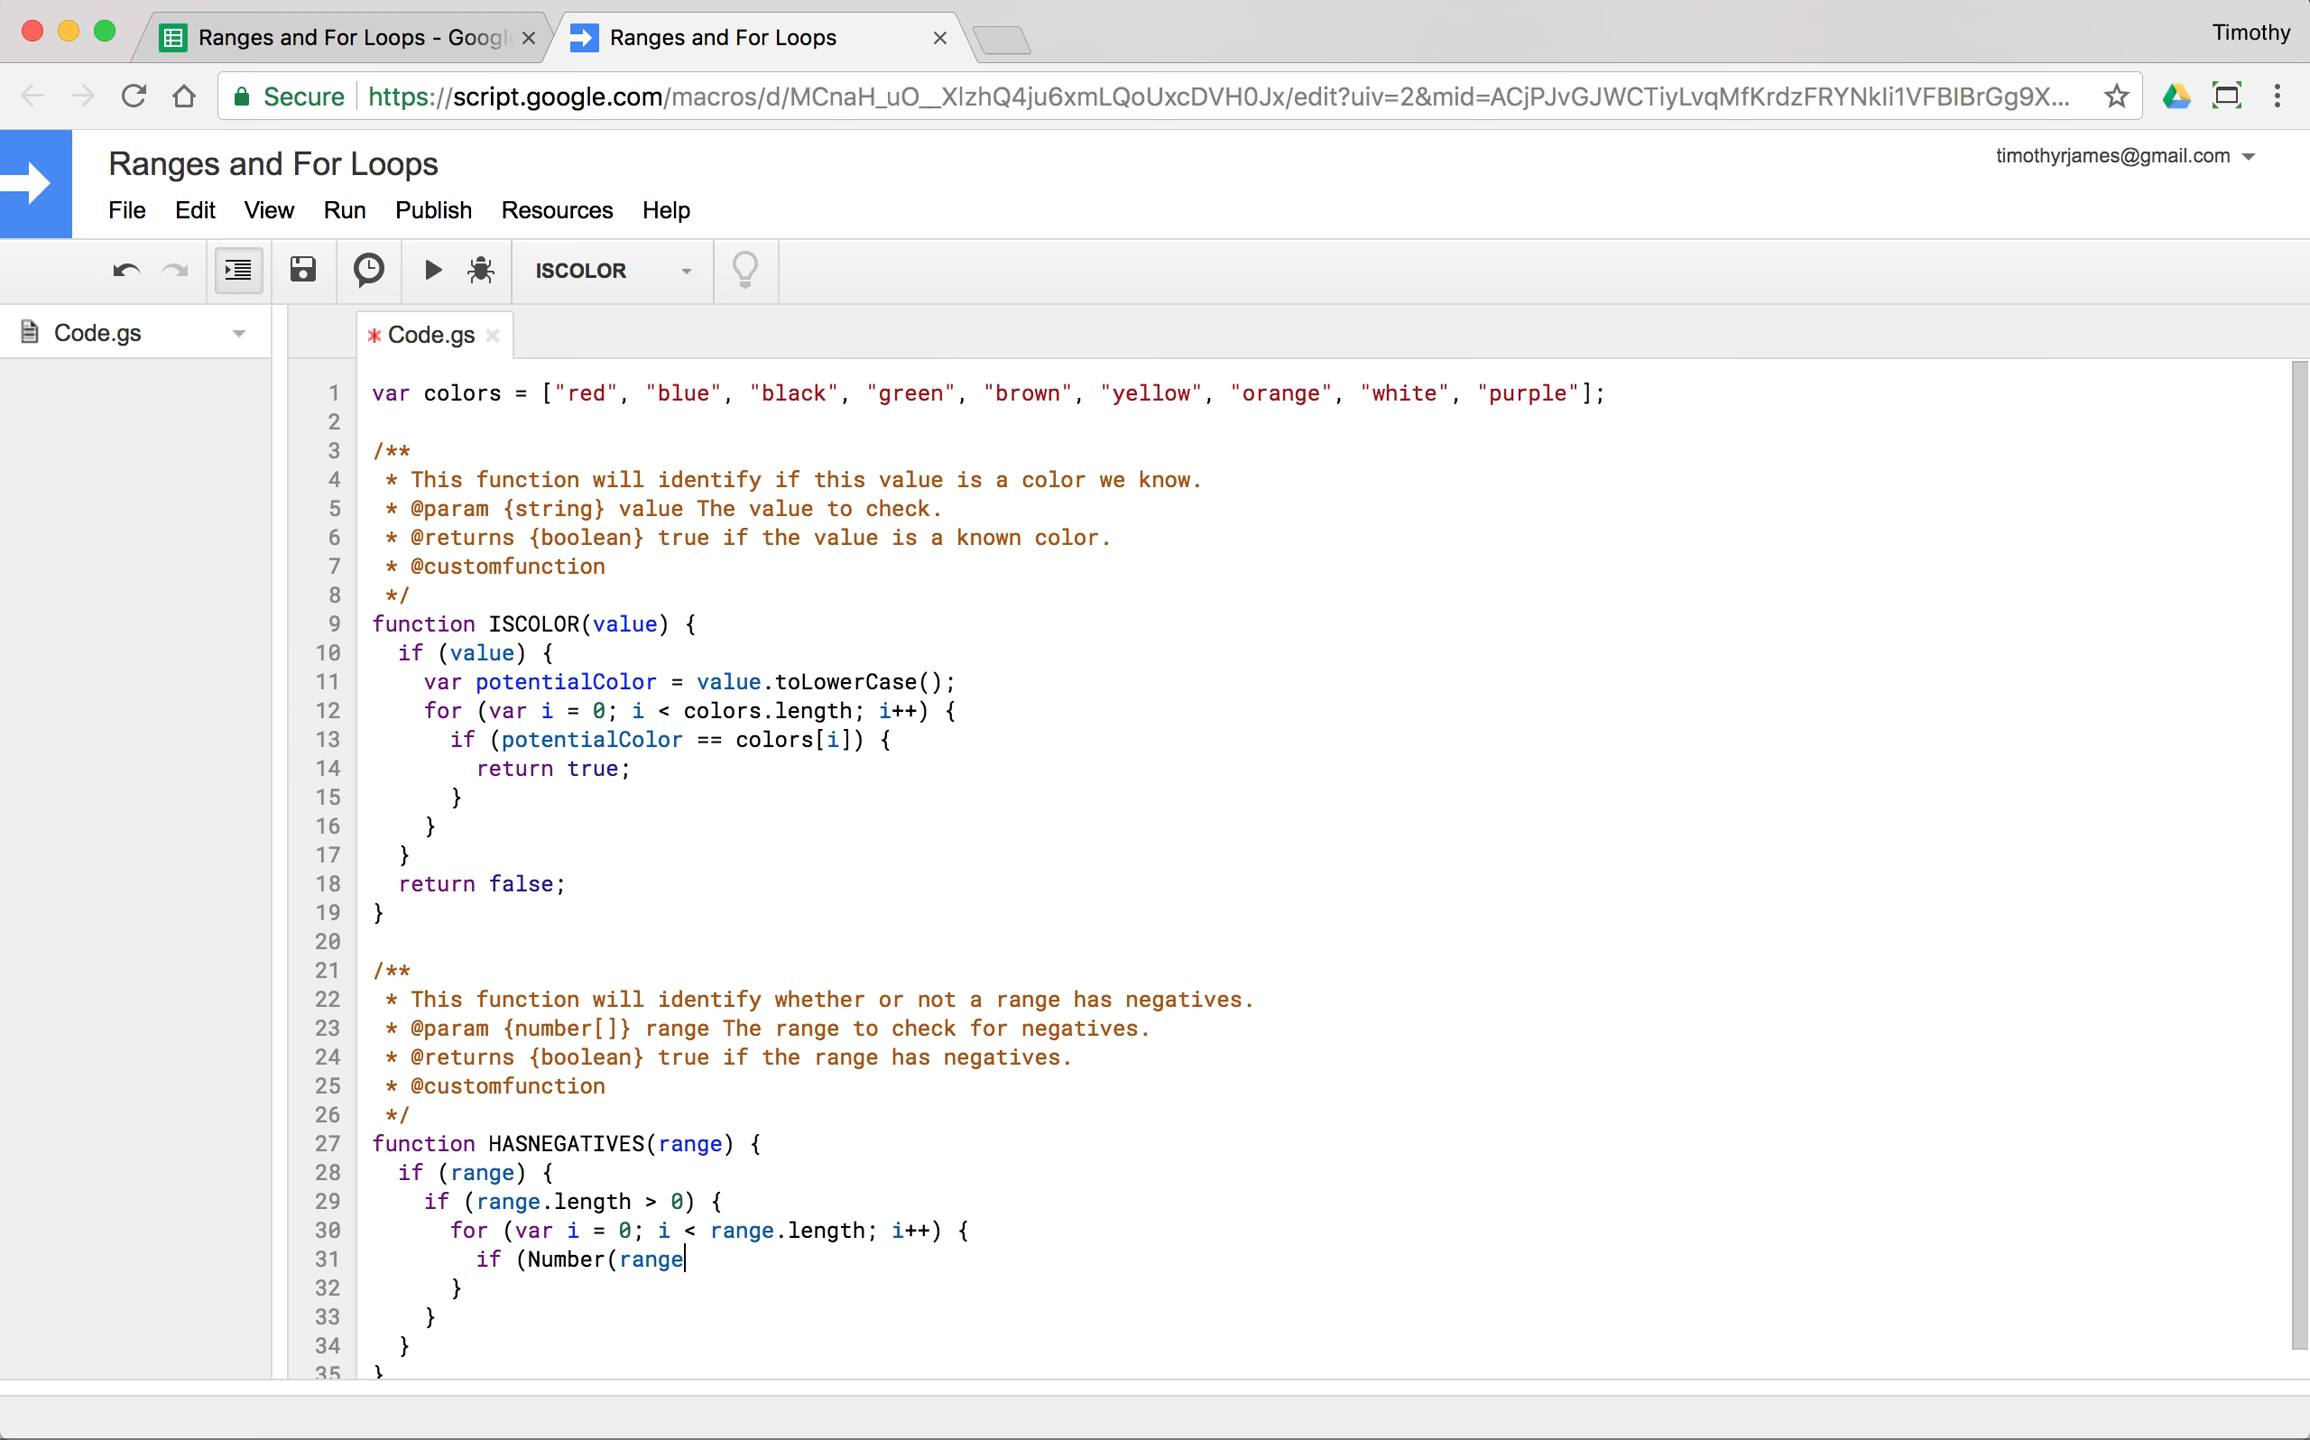 Ranges and For Loops - Googl
Ranges and For Loops
Timothy
Secure https://script.google.com/macros/d/MCnaH_uO__XIzhQ4ju6xmLQoUxcDVH0Jx/edit?uiv=2&mid=ACjPJvGJWCTiyLvqMfKrdzFRYNkli1VFBIBrGg9X...
Ranges and For Loops
timothyrjames@gmail.com
File Edit View Run Publish Resources Help
ISCOLOR
Code.gs
* Code.gs
1 var colors = ["red", "blue", "black", "green", "brown", "yellow", "orange", "white", "purple"];
2
3 /**
4 * This function will identify if this value is a color we know.
5 * @param {string} value The value to check.
6 * @returns {boolean} true if the value is a known color.
7 * @customfunction
8 */
9 function ISCOLOR(value) {
10 if (value) {
11 var potentialColor = value.toLowerCase();
12 for (var i = 0; i < colors.length; i++) {
13 if (potentialColor == colors[i]) {
14 return true;
15 }
16 }
17 }
18 return false;
19 }
20
21 /**
22 * This function will identify whether or not a range has negatives.
23 * @param {number[]} range The range to check for negatives.
24 * @returns {boolean} true if the range has negatives.
25 * @customfunction
26 */
27 function HASNEGATIVES(range) {
28 if (range) {
29 if (range.length > 0) {
30 for (var i = 0; i < range.length; i++) {
31 if (Number(range
32 }
33 }
34 }
35 }